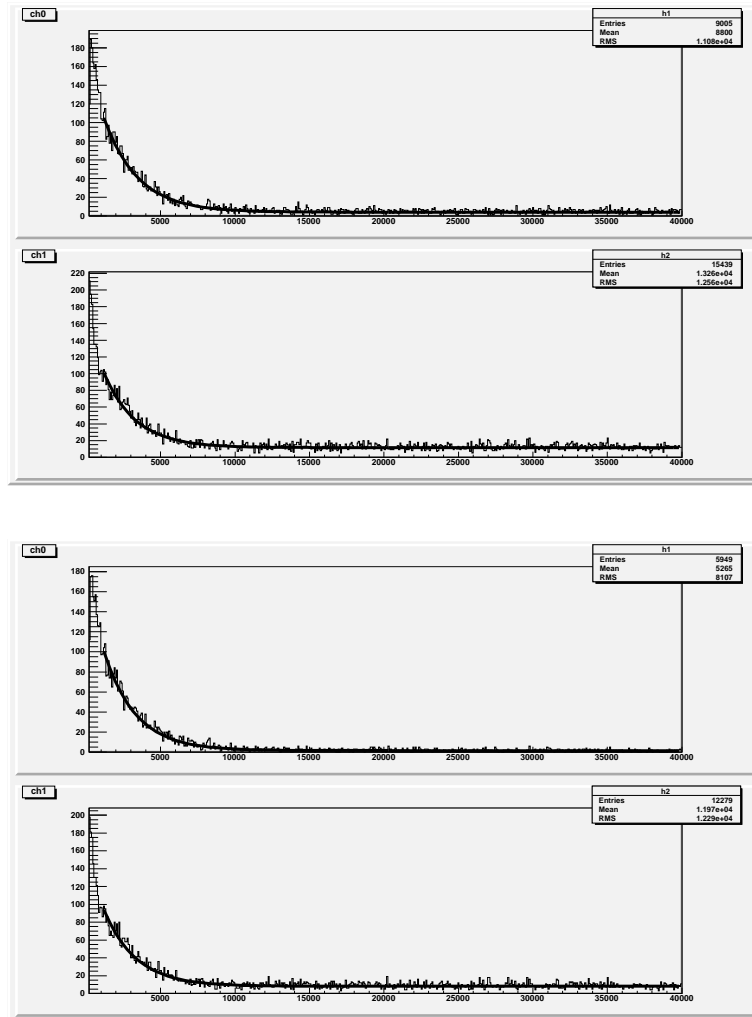 ch0
h1
Entries 9005
Mean 8800
RMS 1.108e+04
180
160
140
120
100
80
60
40
20
0
5000 10000 15000 20000 25000 30000 35000 40000
ch1
h2
Entries 15439
Mean 1.326e+04
RMS 1.256e+04
220
200
180
160
140
120
100
80
60
40
20
0
5000 10000 15000 20000 25000 30000 35000 40000
ch0
h1
Entries 5949
Mean 5265
RMS 8107
180
160
140
120
100
80
60
40
20
0
5000 10000 15000 20000 25000 30000 35000 40000
ch1
h2
Entries 12279
Mean 1.197e+04
RMS 1.229e+04
200
180
160
140
120
100
80
60
40
20
0
5000 10000 15000 20000 25000 30000 35000 40000